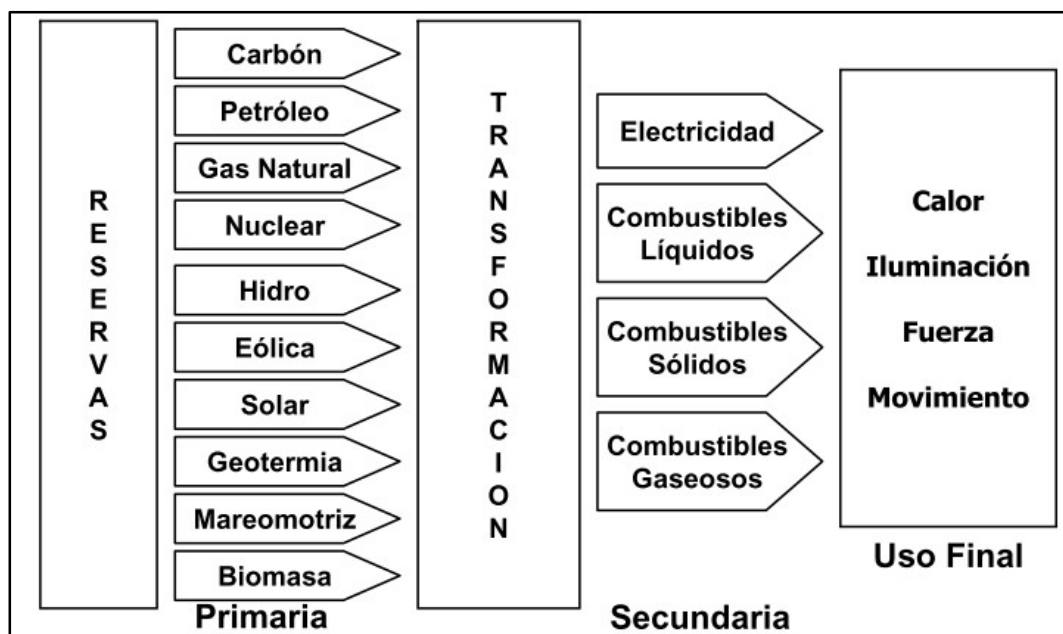 RESERVAS
Carbón
Petróleo
Gas Natural
Nuclear
Hidro
Eólica
Solar
Geotermia
Mareomotriz
Biomasa
Primaria
TRANSFORMACION
Electricidad
Combustibles
Líquidos
Combustibles
Sólidos
Combustibles
Gaseosos
Secundaria
Calor
Iluminación
Fuerza
Movimiento
Uso Final